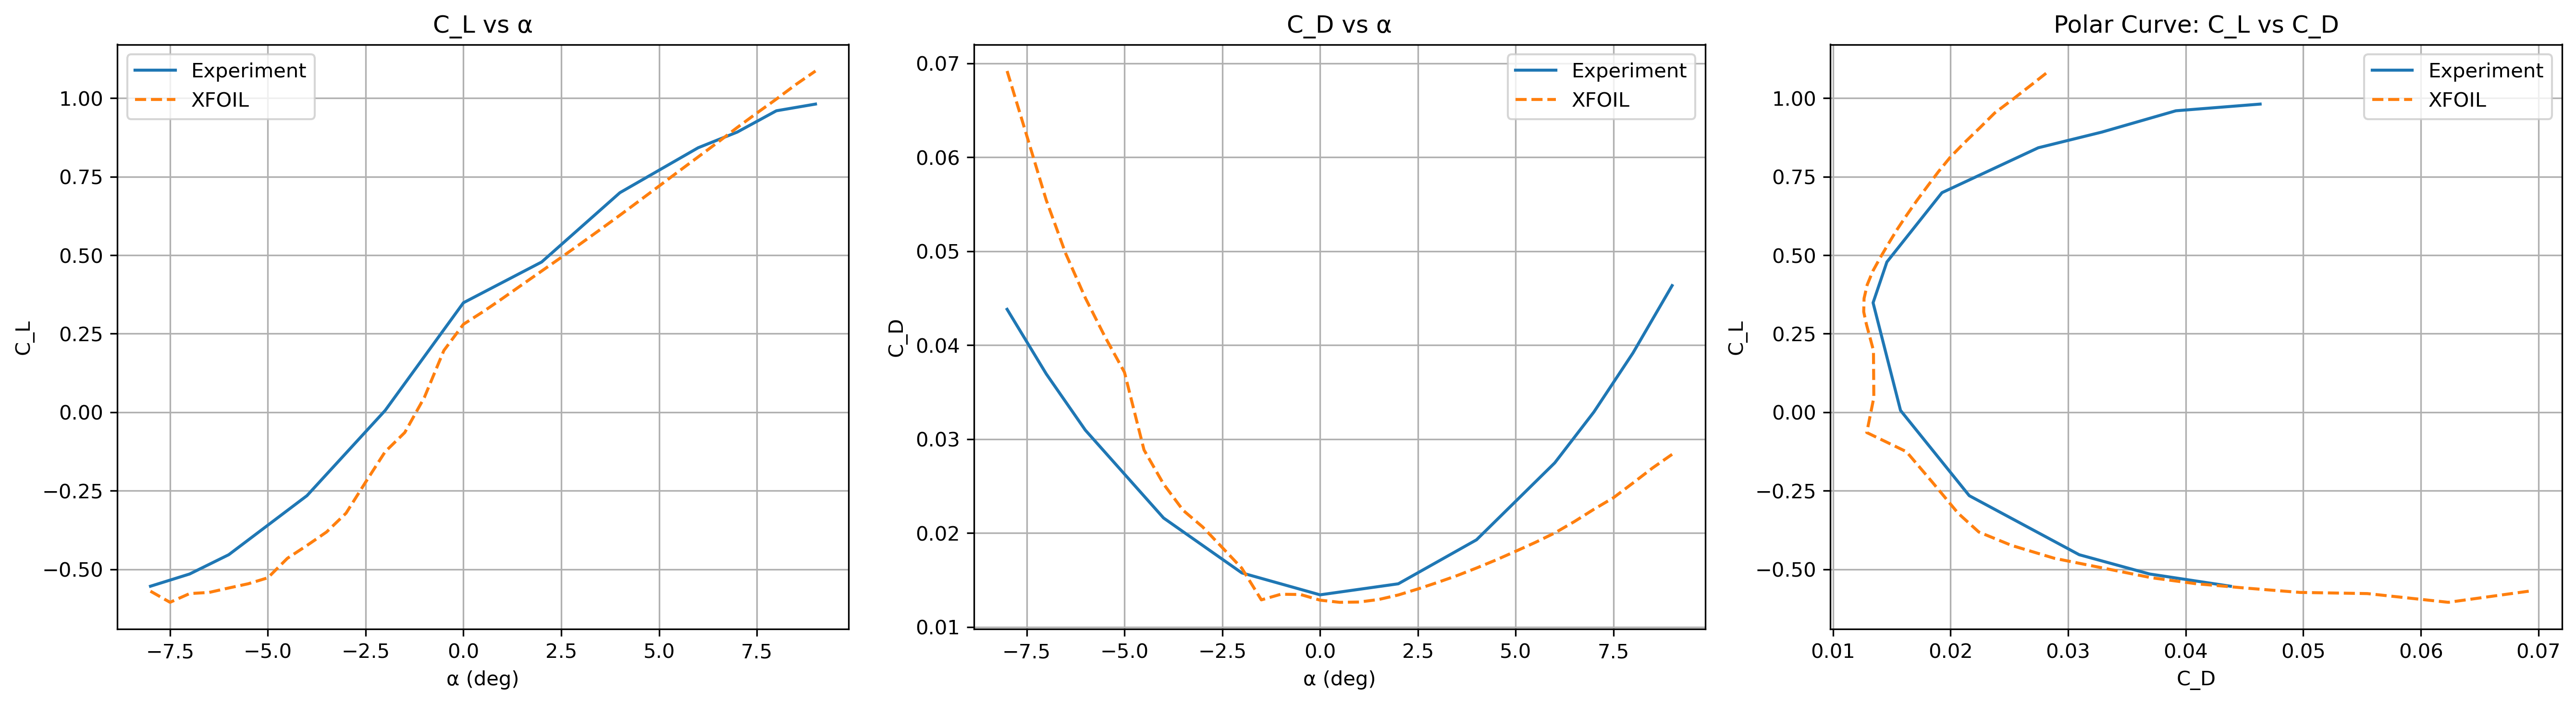 C_L vs α
Experiment
XFOIL
C_L
1.00
0.75
0.50
0.25
0.00
−0.25
−0.50
−7.5 −5.0 −2.5 0.0 2.5 5.0 7.5
α (deg)
C_D vs α
Experiment
XFOIL
C_D
0.07
0.06
0.05
0.04
0.03
0.02
0.01
−7.5 −5.0 −2.5 0.0 2.5 5.0 7.5
α (deg)
Polar Curve: C_L vs C_D
Experiment
XFOIL
C_L
1.00
0.75
0.50
0.25
0.00
−0.25
−0.50
0.01 0.02 0.03 0.04 0.05 0.06 0.07
C_D